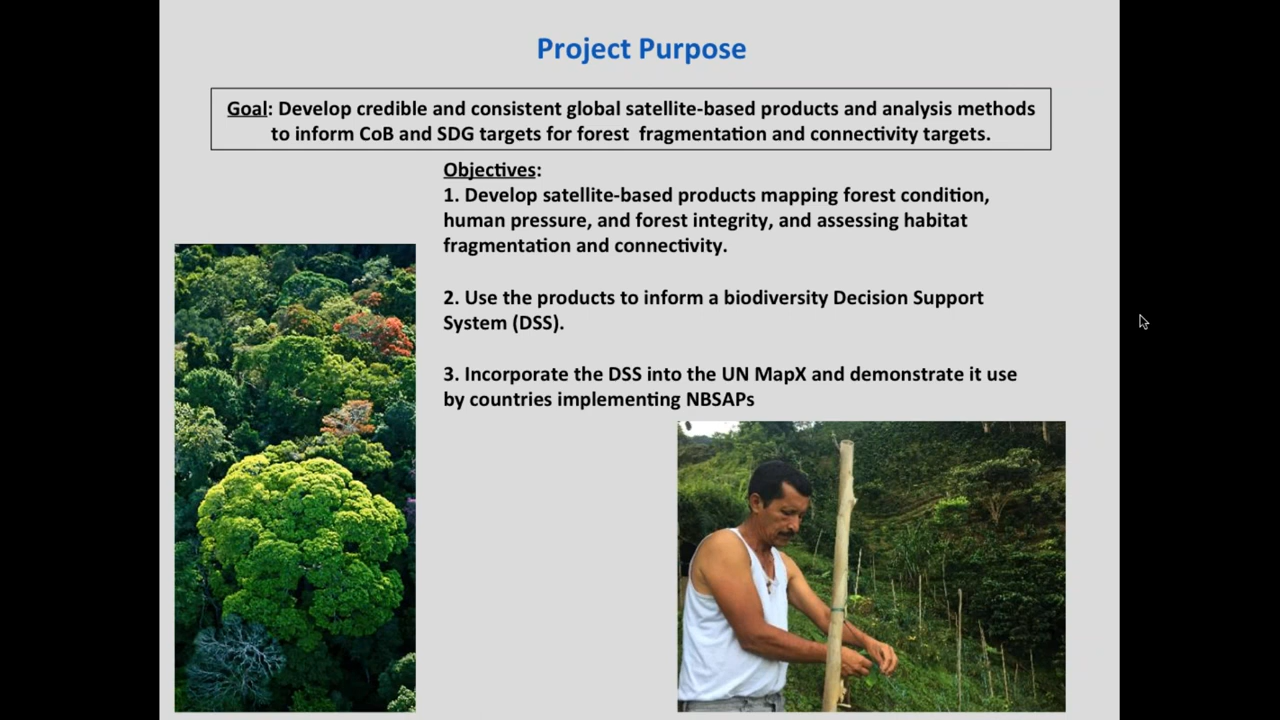 Project Purpose
Goal: Develop credible and consistent global satellite-based products and analysis methods
to inform CoB and SDG targets for forest fragmentation and connectivity targets.
Objectives:
1. Develop satellite-based products mapping forest condition,
human pressure, and forest integrity, and assessing habitat
fragmentation and connectivity.
2. Use the products to inform a biodiversity Decision Support
System (DSS).
3. Incorporate the DSS into the UN MapX and demonstrate it use
by countries implementing NBSAPs